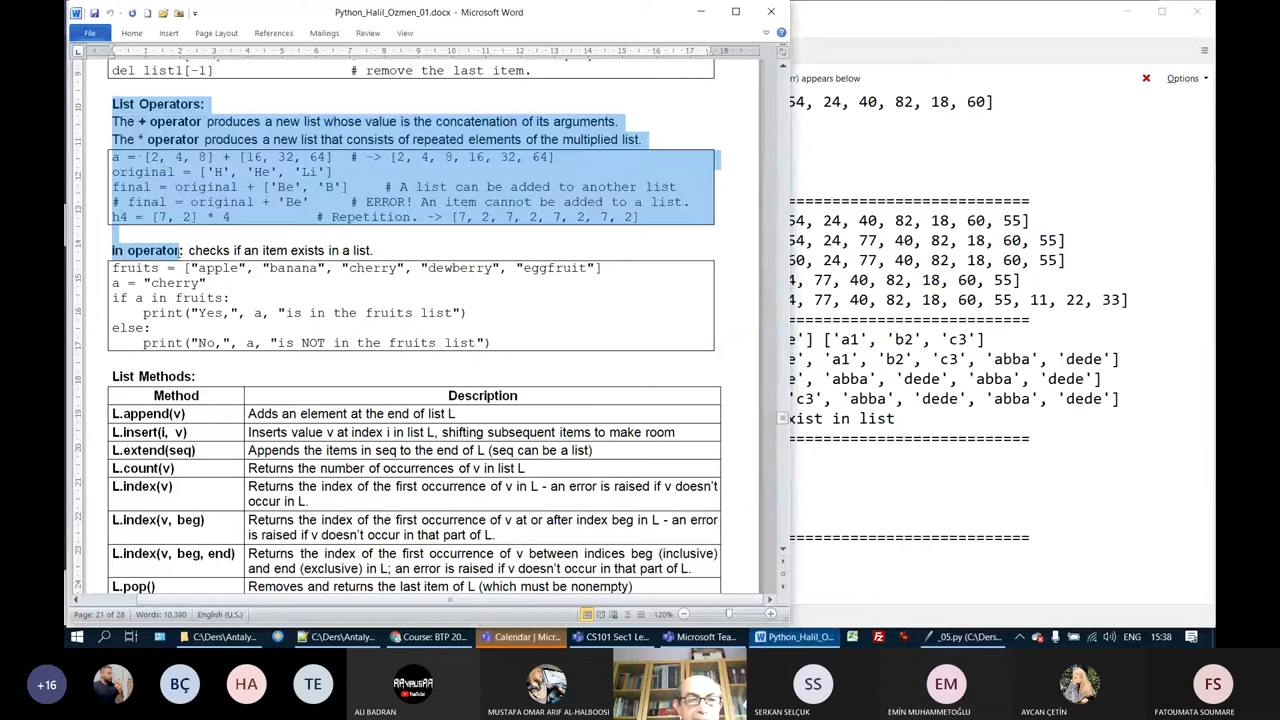 Python_Halil_Ozmen_01.docx - Microsoft Word
File Home Insert Page Layout References Mailings Review View
del list1[-1] # remove the last item.
List Operators:
The + operator produces a new list whose value is the concatenation of its arguments.
The * operator produces a new list that consists of repeated elements of the multiplied list.
a = [2, 4, 8] + [16, 32, 64] # -> [2, 4, 8, 16, 32, 64]
original = ['H', 'He', 'Li']
final = original + ['Be', 'B'] # A list can be added to another list
# final = original + 'Be' # ERROR! An item cannot be added to a list.
h4 = [7, 2] * 4 # Repetition. -> [7, 2, 7, 2, 7, 2, 7, 2]
in operator: checks if an item exists in a list.
fruits = ["apple", "banana", "cherry", "dewberry", "eggfruit"]
a = "cherry"
if a in fruits:
print("Yes,", a, "is in the fruits list")
else:
print("No,", a, "is NOT in the fruits list")
List Methods:
Method Description
L.append(v) Adds an element at the end of list L
L.insert(i, v) Inserts value v at index i in list L, shifting subsequent items to make room
L.extend(seq) Appends the items in seq to the end of L (seq can be a list)
L.count(v) Returns the number of occurrences of v in list L
L.index(v) Returns the index of the first occurrence of v in L - an error is raised if v doesn't
occur in L.
L.index(v, beg) Returns the index of the first occurrence of v at or after index beg in L - an error
is raised if v doesn't occur in that part of L.
L.index(v, beg, end) Returns the index of the first occurrence of v between indices beg (inclusive)
and end (exclusive) in L; an error is raised if v doesn't occur in that part of L.
L.pop() Removes and returns the last item of L (which must be nonempty)
Page: 21 of 28 Words: 10,390 English (U.S.) 120%
rr) appears below Options
54, 24, 40, 82, 18, 60]
==============================
54, 24, 40, 82, 18, 60, 55]
54, 24, 77, 40, 82, 18, 60, 55]
60, 24, 77, 40, 82, 18, 60, 55]
4, 77, 40, 82, 18, 60, 55]
4, 77, 40, 82, 18, 60, 55, 11, 22, 33]
==============================
e'] ['a1', 'b2', 'c3']
e, 'a1', 'b2', 'c3', 'abba', 'dede']
e, 'abba', 'dede', 'abba', 'dede']
'c3', 'abba', 'dede', 'abba', 'dede']
xist in list
==============================
==============================
C:\Ders\Antaly... C:\Ders\Antaly... Course: BTP 20... Calendar | Micr... CS101 Sec1 Le... Microsoft Tea... Python_Halil_O... _05.py (C:\Ders... ENG 15:38
+16 BÇ HA TE SS EM FS
ARVAUERA
YouTube
ALI BADRAN MUSTAFA OMAR ARIF AL-HALBOOSI SERKAN SELÇUK EMİN MUHAMMETOĞLU AYCAN ÇETİN FATOUMATA SOUMARE